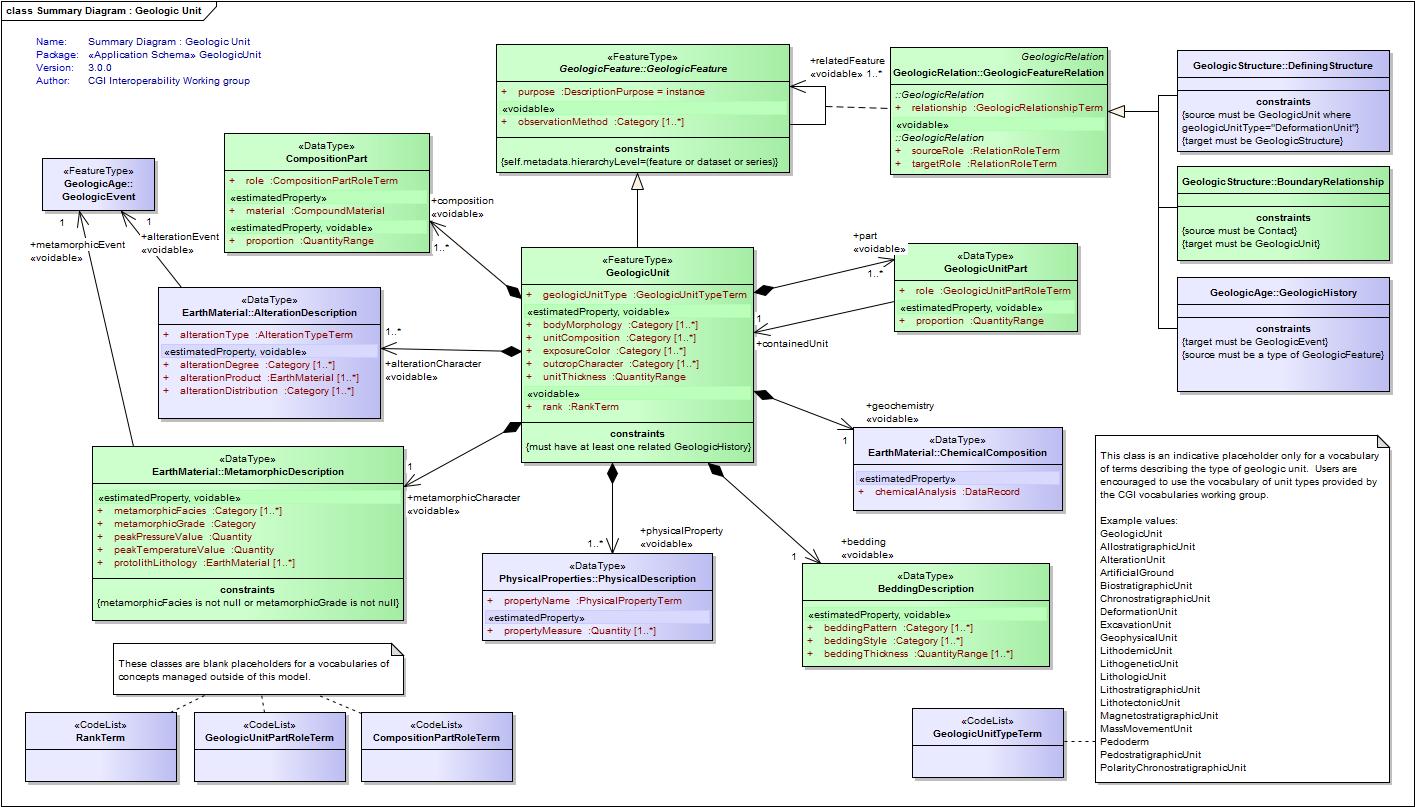 class Summary Diagram : Geologic Unit
Name: Summary Diagram : Geologic Unit
Package: «Application Schema» GeologicUnit
Version: 3.0.0
Author: CGI Interoperability Working group
«FeatureType»
GeologicFeature::GeologicFeature
+ purpose :DescriptionPurpose = instance
«voidable»
+ observationMethod :Category [1..*]
constraints
{self.metadata.hierarchyLevel=(feature or dataset or series)}
+relatedFeature
«voidable» 1..*
GeologicRelation
GeologicRelation::GeologicFeatureRelation
::GeologicRelation
+ relationship :GeologicRelationshipTerm
«voidable»
::GeologicRelation
+ sourceRole :RelationRoleTerm
+ targetRole :RelationRoleTerm
GeologicStructure::DefiningStructure
constraints
{source must be GeologicUnit where
geologicUnitType="DeformationUnit"}
{target must be GeologicStructure}
GeologicStructure::BoundaryRelationship
constraints
{source must be Contact}
{target must be GeologicUnit}
GeologicAge::GeologicHistory
constraints
{target must be GeologicEvent}
{source must be a type of GeologicFeature}
«DataType»
CompositionPart
+ role :CompositionPartRoleTerm
«estimatedProperty»
+ material :CompoundMaterial
«estimatedProperty, voidable»
+ proportion :QuantityRange
+composition
«voidable»
1..*
«FeatureType»
GeologicAge::
GeologicEvent
1
+metamorphicEvent
«voidable»
1
+alterationEvent
«voidable»
«DataType»
EarthMaterial::AlterationDescription
+ alterationType :AlterationTypeTerm
«estimatedProperty, voidable»
+ alterationDegree :Category [1..*]
+ alterationProduct :EarthMaterial [1..*]
+ alterationDistribution :Category [1..*]
1..*
+alterationCharacter
«voidable»
«FeatureType»
GeologicUnit
+ geologicUnitType :GeologicUnitTypeTerm
«estimatedProperty, voidable»
+ bodyMorphology :Category [1..*]
+ unitComposition :Category [1..*]
+ exposureColor :Category [1..*]
+ outcropCharacter :Category [1..*]
+ unitThickness :QuantityRange
«voidable»
+ rank :RankTerm
constraints
{must have at least one related GeologicHistory}
+part
«voidable»
1..*
1
+containedUnit
«DataType»
GeologicUnitPart
+ role :GeologicUnitPartRoleTerm
«estimatedProperty, voidable»
+ proportion :QuantityRange
+geochemistry
«voidable»
1
«DataType»
EarthMaterial::ChemicalComposition
«estimatedProperty»
+ chemicalAnalysis :DataRecord
«DataType»
EarthMaterial::MetamorphicDescription
«estimatedProperty, voidable»
+ metamorphicFacies :Category [1..*]
+ metamorphicGrade :Category
+ peakPressureValue :Quantity
+ peakTemperatureValue :Quantity
+ protolithLithology :EarthMaterial [1..*]
constraints
{metamorphicFacies is not null or metamorphicGrade is not null}
1
+metamorphicCharacter
«voidable»
+physicalProperty
1..* «voidable»
«DataType»
PhysicalProperties::PhysicalDescription
+ propertyName :PhysicalPropertyTerm
«estimatedProperty»
+ propertyMeasure :Quantity [1..*]
+bedding
1 «voidable»
«DataType»
BeddingDescription
«estimatedProperty, voidable»
+ beddingPattern :Category [1..*]
+ beddingStyle :Category [1..*]
+ beddingThickness :QuantityRange [1..*]
This class is an indicative placeholder only for a vocabulary
of terms describing the type of geologic unit. Users are
encouraged to use the vocabulary of unit types provided by
the CGI vocabularies working group.
Example values:
GeologicUnit
AllostratigraphicUnit
AlterationUnit
ArtificialGround
BiostratigraphicUnit
ChronostratigraphicUnit
DeformationUnit
ExcavationUnit
GeophysicalUnit
LithodemicUnit
LithogeneticUnit
LithologicUnit
LithostratigraphicUnit
LithotectonicUnit
MagnetostratigraphicUnit
MassMovementUnit
Pedoderm
PedostratigraphicUnit
PolarityChronostratigraphicUnit
These classes are blank placeholders for a vocabularies of
concepts managed outside of this model.
«CodeList»
RankTerm
«CodeList»
GeologicUnitPartRoleTerm
«CodeList»
CompositionPartRoleTerm
«CodeList»
GeologicUnitTypeTerm